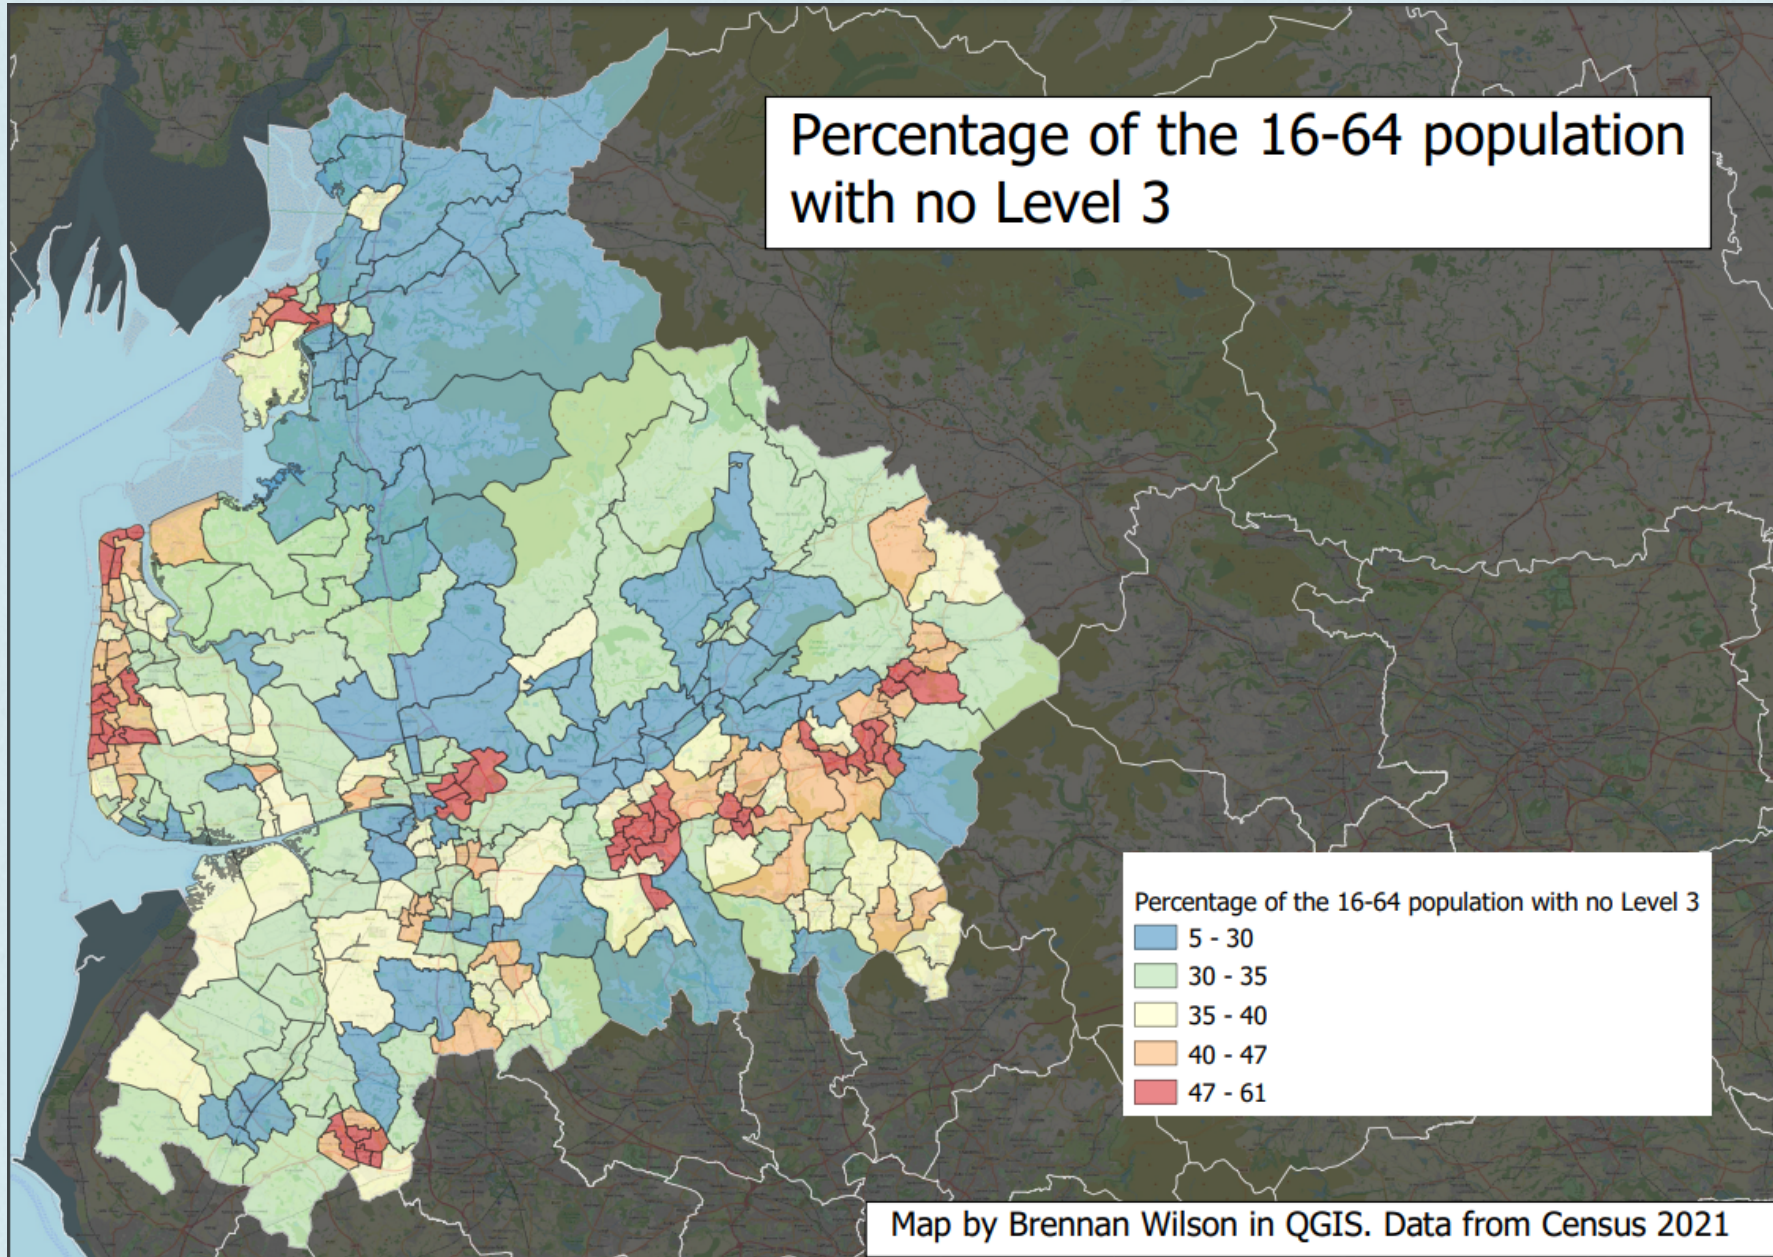 Percentage of the 16-64 population
with no Level 3
Percentage of the 16-64 population with no Level 3
5 - 30
30 - 35
35 - 40
40 - 47
47 - 61
Map by Brennan Wilson in QGIS. Data from Census 2021